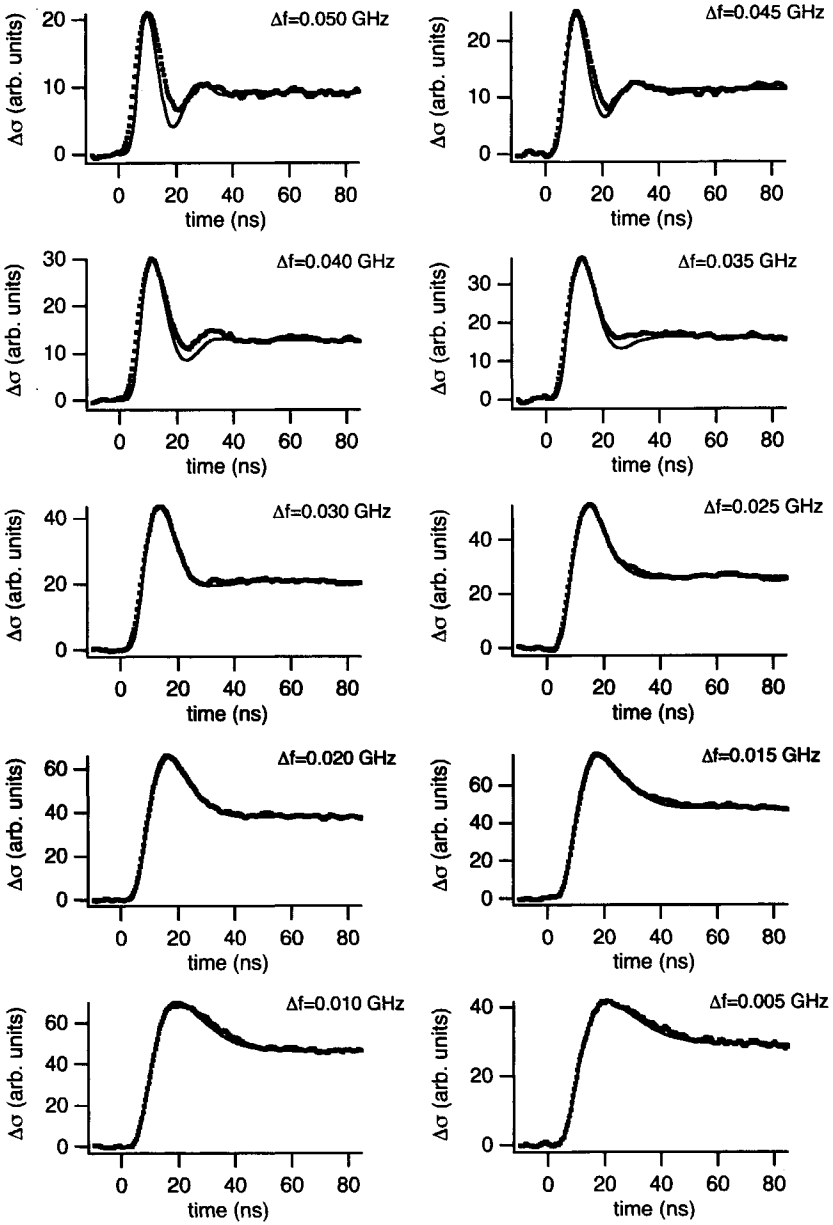 Δf=0.050 GHz
Δσ (arb. units)
20
10
0
0 20 40 60 80
time (ns)
Δf=0.045 GHz
Δσ (arb. units)
20
10
0
0 20 40 60 80
time (ns)
Δf=0.040 GHz
Δσ (arb. units)
30
20
10
0
0 20 40 60 80
time (ns)
Δf=0.035 GHz
Δσ (arb. units)
30
20
10
0
0 20 40 60 80
time (ns)
Δf=0.030 GHz
Δσ (arb. units)
40
20
0
0 20 40 60 80
time (ns)
Δf=0.025 GHz
Δσ (arb. units)
40
20
0
0 20 40 60 80
time (ns)
Δf=0.020 GHz
Δσ (arb. units)
60
40
20
0
0 20 40 60 80
time (ns)
Δf=0.015 GHz
Δσ (arb. units)
60
40
20
0
0 20 40 60 80
time (ns)
Δf=0.010 GHz
Δσ (arb. units)
60
40
20
0
0 20 40 60 80
time (ns)
Δf=0.005 GHz
Δσ (arb. units)
40
20
0
0 20 40 60 80
time (ns)